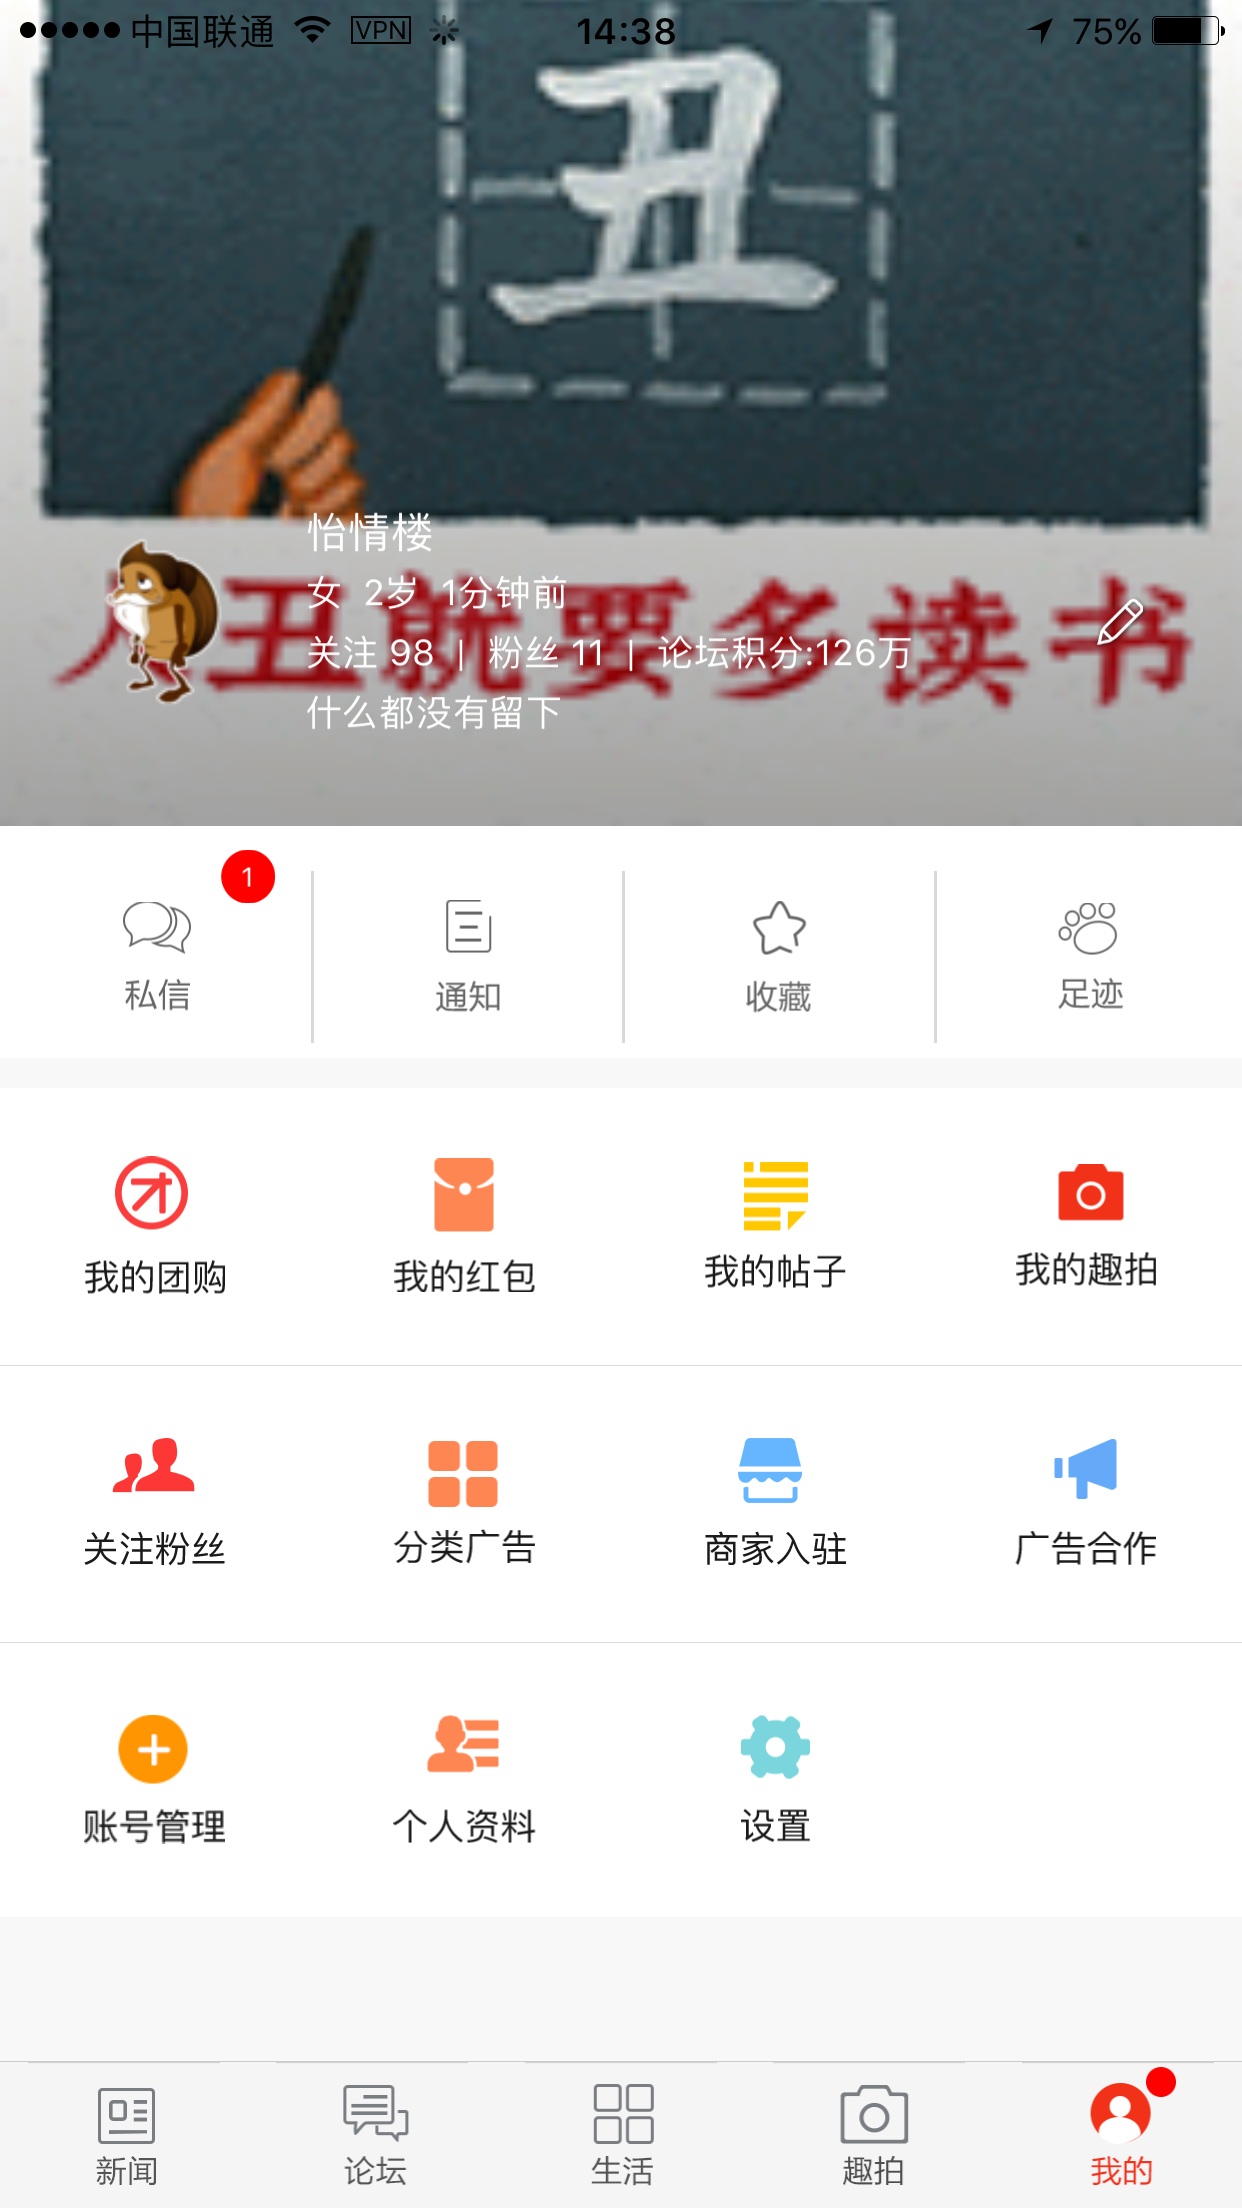 中国联通 VPN 14:38 75%
丑
怡情楼
女 2岁 1分钟前
人丑就要多读书
关注 98 | 粉丝 11 | 论坛积分:126万
什么都没有留下
1
私信 通知 收藏 足迹
我的团购 我的红包 我的帖子 我的趣拍
关注粉丝 分类广告 商家入驻 广告合作
账号管理 个人资料 设置
新闻 论坛 生活 趣拍 我的